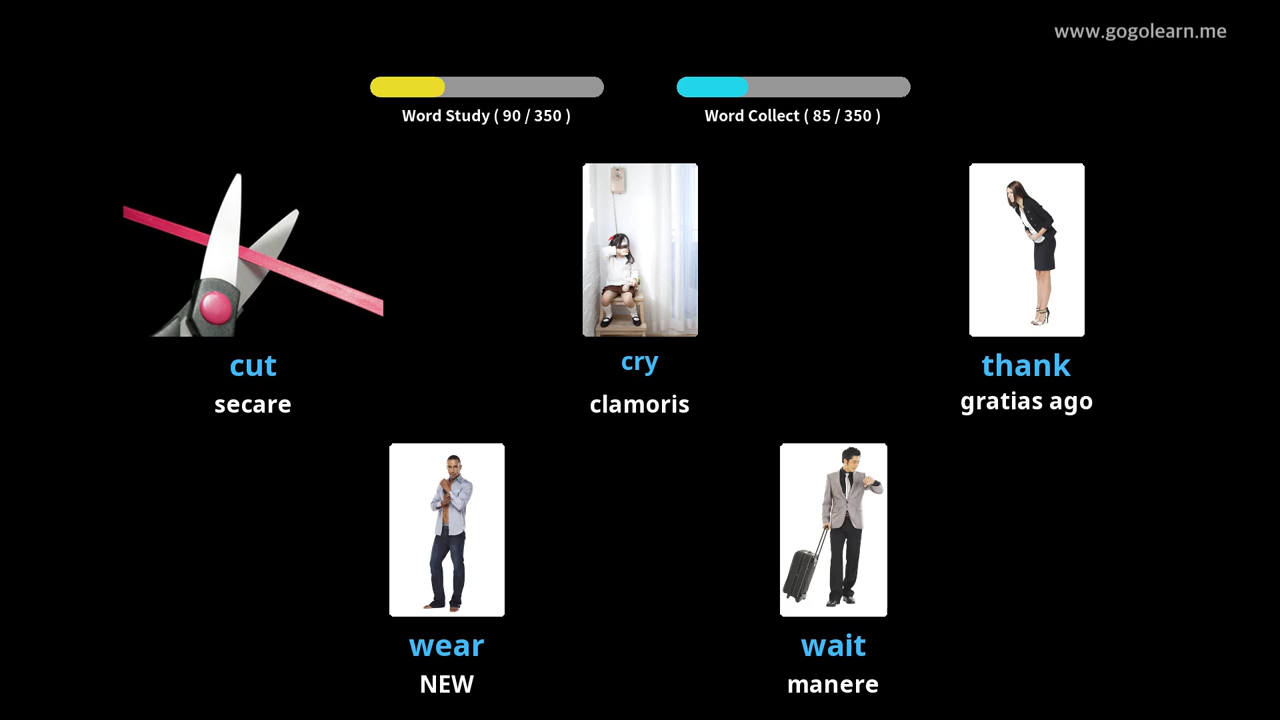 www.gogolearn.me
Word Study ( 90 / 350 )
Word Collect ( 85 / 350 )
cut
secare
cry
clamoris
thank
gratias ago
wear
NEW
wait
manere